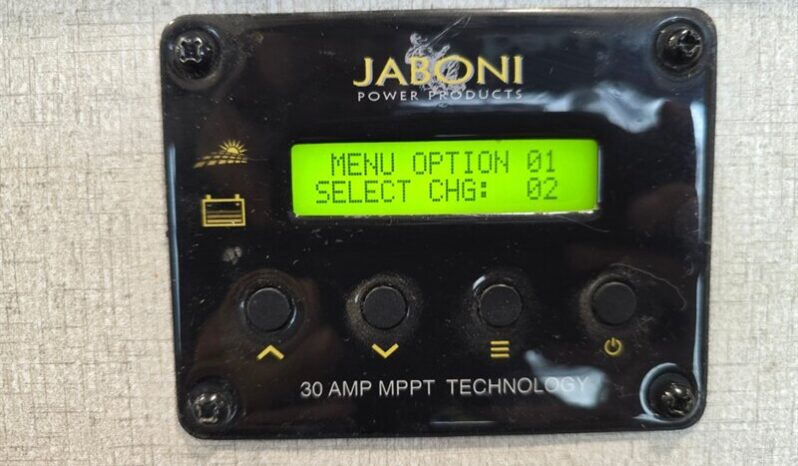 JABONI
POWER PRODUCTS
MENU OPTION 01
SELECT CHG: 02
30 AMP MPPT TECHNOLOGY